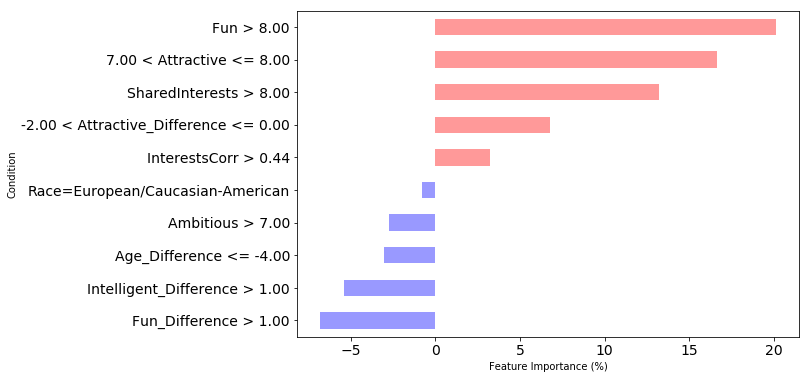 Fun > 8.00
7.00 < Attractive <= 8.00
SharedInterests > 8.00
-2.00 < Attractive_Difference <= 0.00
InterestsCorr > 0.44
Race=European/Caucasian-American
Ambitious > 7.00
Age_Difference <= -4.00
Intelligent_Difference > 1.00
Fun_Difference > 1.00
Condition
−5 0 5 10 15 20
Feature Importance (%)